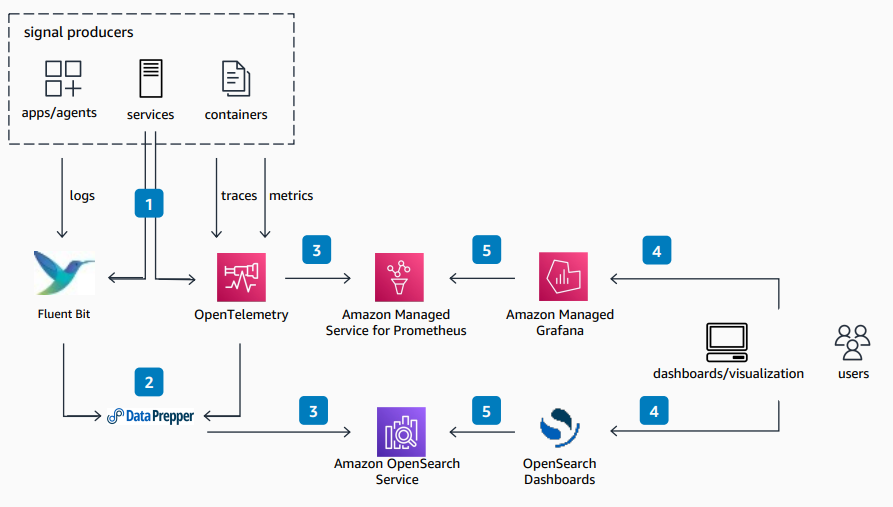 signal producers
apps/agents
services
containers
logs
1
traces
metrics
3
5
4
Fluent Bit
OpenTelemetry
Amazon Managed
Service for Prometheus
Amazon Managed
Grafana
dashboards/visualization
users
2
Data Prepper
3
5
4
Amazon OpenSearch
Service
OpenSearch
Dashboards